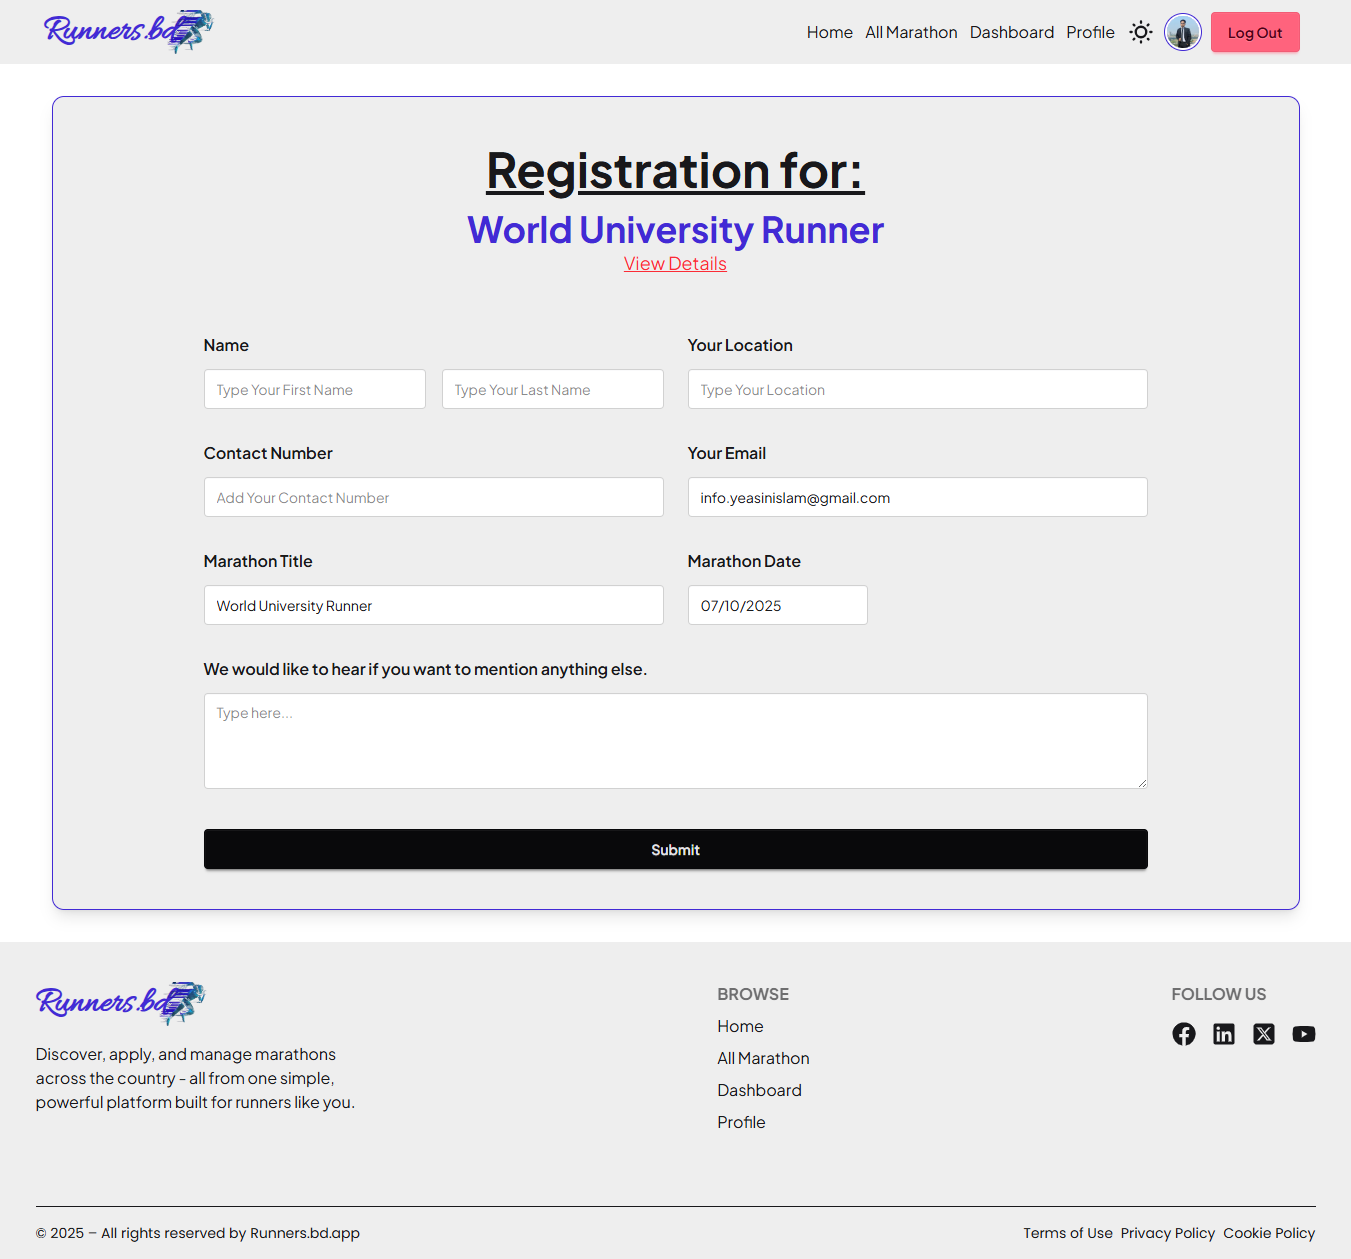 Runners.bd
Home All Marathon Dashboard Profile Log Out
Registration for:
World University Runner
View Details
Name
Your Location
Type Your First Name
Type Your Last Name
Type Your Location
Contact Number
Your Email
Add Your Contact Number
info.yeasinislam@gmail.com
Marathon Title
Marathon Date
World University Runner
07/10/2025
We would like to hear if you want to mention anything else.
Type here...
Submit
Runners.bd
Discover, apply, and manage marathons
across the country - all from one simple,
powerful platform built for runners like you.
BROWSE
Home
All Marathon
Dashboard
Profile
FOLLOW US
© 2025 – All rights reserved by Runners.bd.app
Terms of Use Privacy Policy Cookie Policy